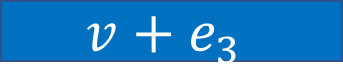 v + e₃